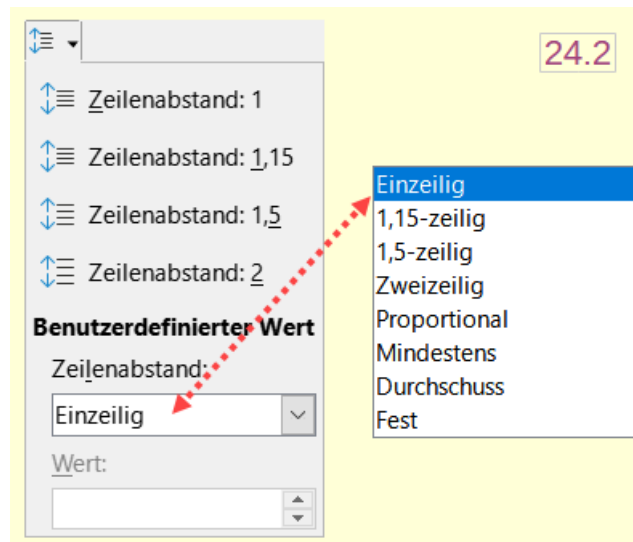 24.2
Zeilenabstand: 1
Zeilenabstand: 1,15
Zeilenabstand: 1,5
Zeilenabstand: 2
Benutzerdefinierter Wert
Zeilenabstand:
Einzeilig
Wert:
Einzeilig
1,15-zeilig
1,5-zeilig
Zweizeilig
Proportional
Mindestens
Durchschuss
Fest